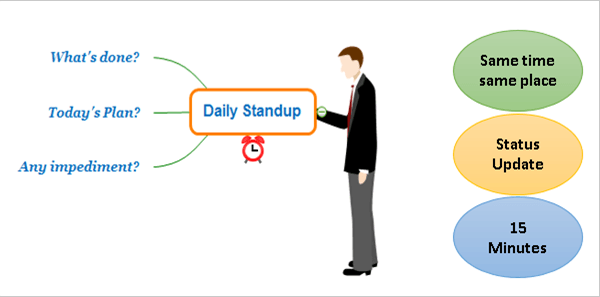 What's done?
Today's Plan?
Any impediment?
Daily Standup
Same time
same place
Status
Update
15
Minutes